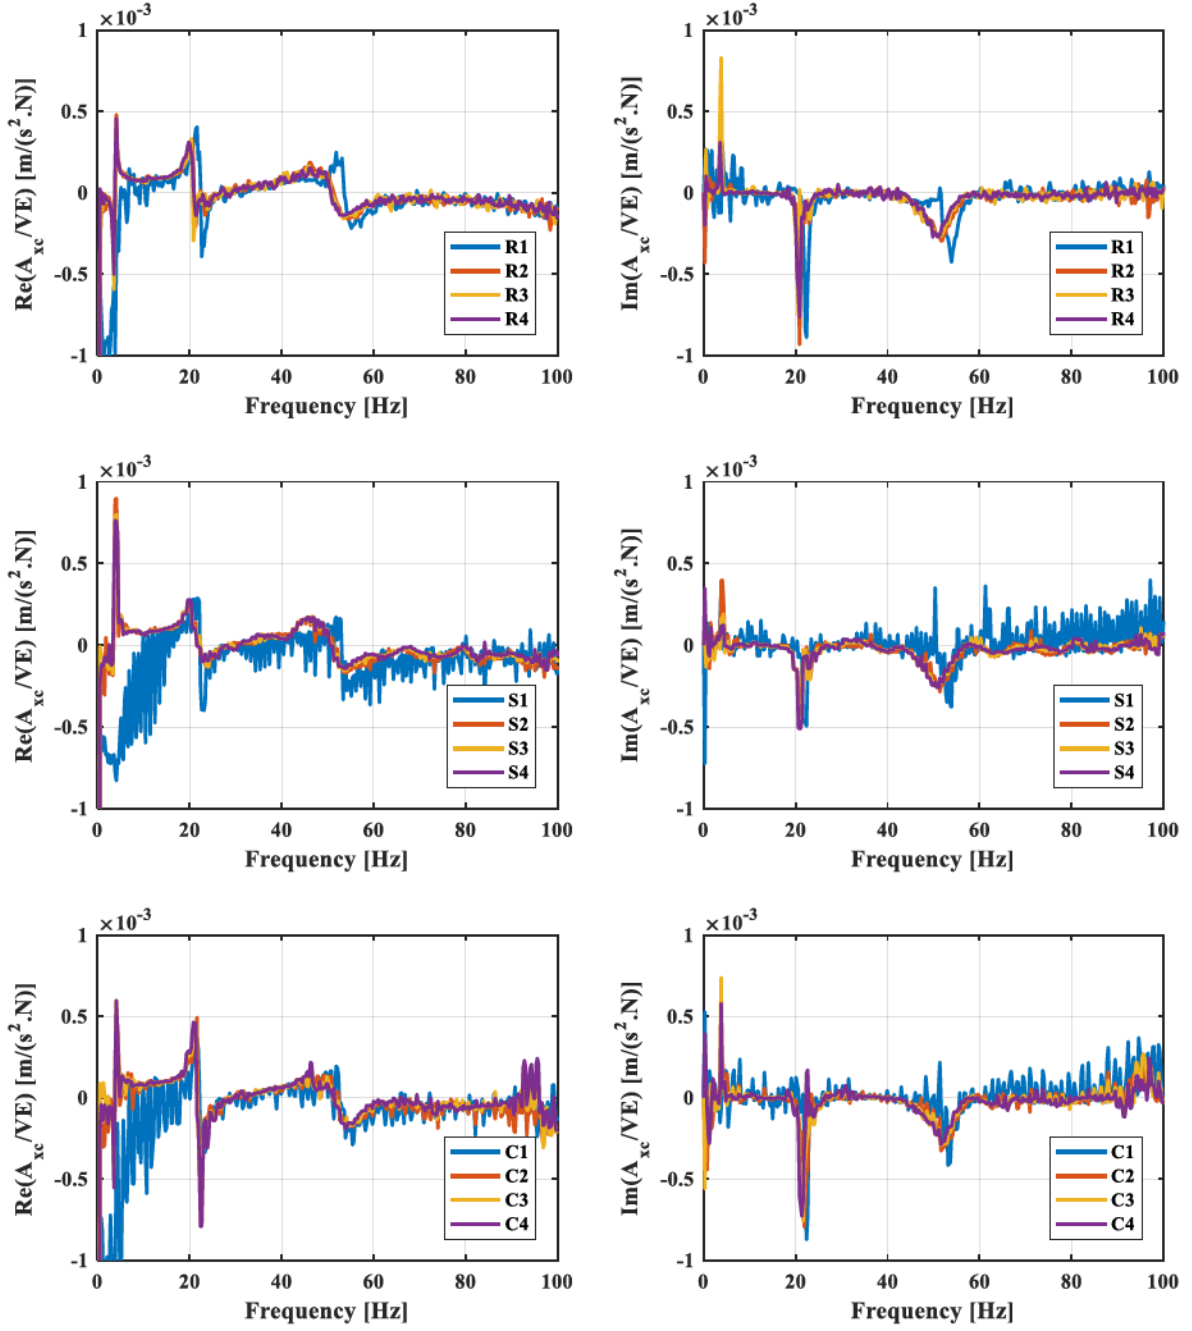 ×10⁻³ ×10⁻³
1 1
0.5 0.5
0 0
-0.5 -0.5
-1 -1
Re(A_xc/VE) [m/(s².N)] Im(A_xc/VE) [m/(s².N)]
R1 R1
R2 R2
R3 R3
R4 R4
0 20 40 60 80 100 0 20 40 60 80 100
Frequency [Hz] Frequency [Hz]
×10⁻³ ×10⁻³
1 1
0.5 0.5
0 0
-0.5 -0.5
-1 -1
Re(A_xc/VE) [m/(s².N)] Im(A_xc/VE) [m/(s².N)]
S1 S1
S2 S2
S3 S3
S4 S4
0 20 40 60 80 100 0 20 40 60 80 100
Frequency [Hz] Frequency [Hz]
×10⁻³ ×10⁻³
1 1
0.5 0.5
0 0
-0.5 -0.5
-1 -1
Re(A_xc/VE) [m/(s².N)] Im(A_xc/VE) [m/(s².N)]
C1 C1
C2 C2
C3 C3
C4 C4
0 20 40 60 80 100 0 20 40 60 80 100
Frequency [Hz] Frequency [Hz]